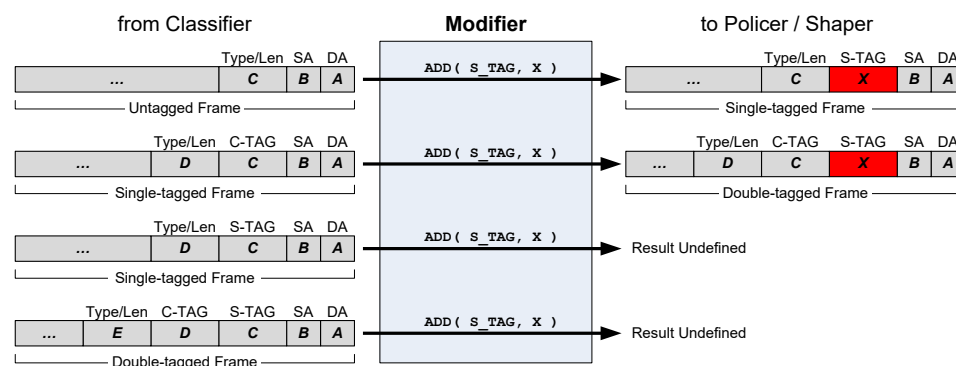 from Classifier Modifier to Policer / Shaper
Type/Len SA DA ADD( S_TAG, X ) Type/Len S-TAG SA DA
... C B A ... C X B A
Untagged Frame Single-tagged Frame
Type/Len C-TAG SA DA ADD( S_TAG, X ) Type/Len C-TAG S-TAG SA DA
... D C B A ... D C X B A
Single-tagged Frame Double-tagged Frame
Type/Len S-TAG SA DA ADD( S_TAG, X )
... D C B A Result Undefined
Single-tagged Frame
Type/Len C-TAG S-TAG SA DA ADD( S_TAG, X )
... E D C B A Result Undefined
Double-tagged Frame